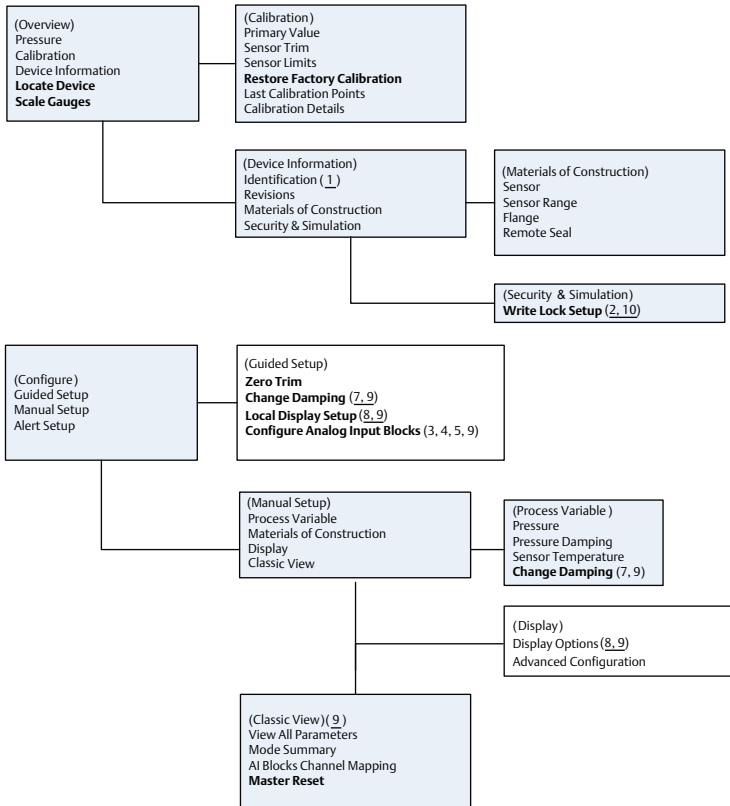 (Overview)
Pressure
Calibration
Device Information
Locate Device
Scale Gauges
(Calibration)
Primary Value
Sensor Trim
Sensor Limits
Restore Factory Calibration
Last Calibration Points
Calibration Details
(Device Information)
Identification ( 1 )
Revisions
Materials of Construction
Security & Simulation
(Materials of Construction)
Sensor
Sensor Range
Flange
Remote Seal
(Security & Simulation)
Write Lock Setup (2, 10)
(Configure)
Guided Setup
Manual Setup
Alert Setup
(Guided Setup)
Zero Trim
Change Damping (7, 9)
Local Display Setup (8, 9)
Configure Analog Input Blocks (3, 4, 5, 9)
(Manual Setup)
Process Variable
Materials of Construction
Display
Classic View
(Process Variable )
Pressure
Pressure Damping
Sensor Temperature
Change Damping (7, 9)
(Display)
Display Options (8, 9)
Advanced Configuration
(Classic View) ( 9 )
View All Parameters
Mode Summary
AI Blocks Channel Mapping
Master Reset